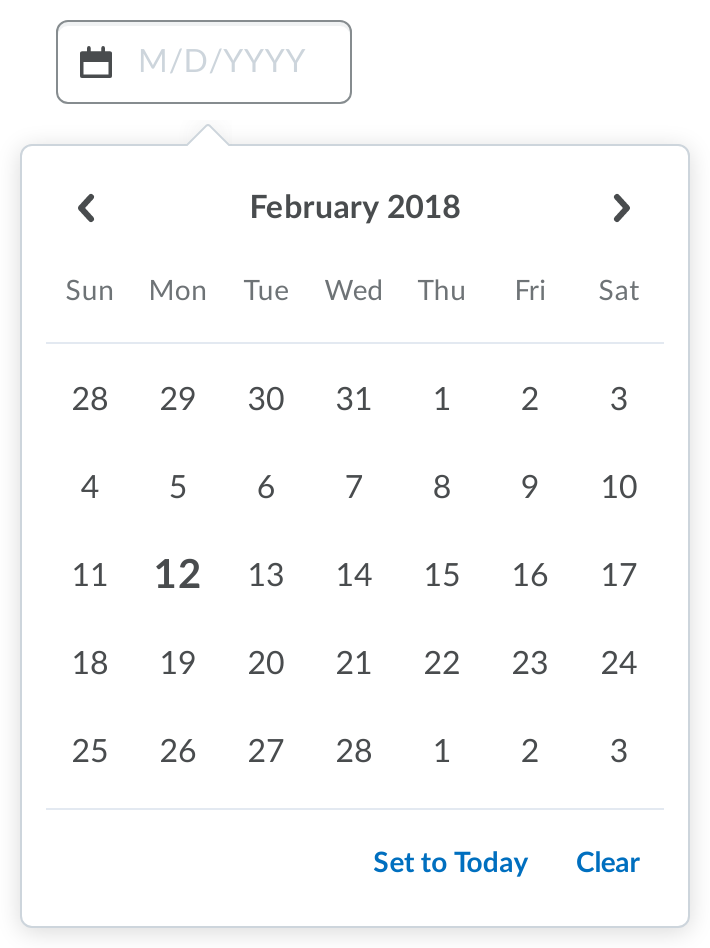 M/D/YYYY
February 2018
Sun Mon Tue Wed Thu Fri Sat
28 29 30 31 1 2 3
4 5 6 7 8 9 10
11 12 13 14 15 16 17
18 19 20 21 22 23 24
25 26 27 28 1 2 3
Set to Today Clear